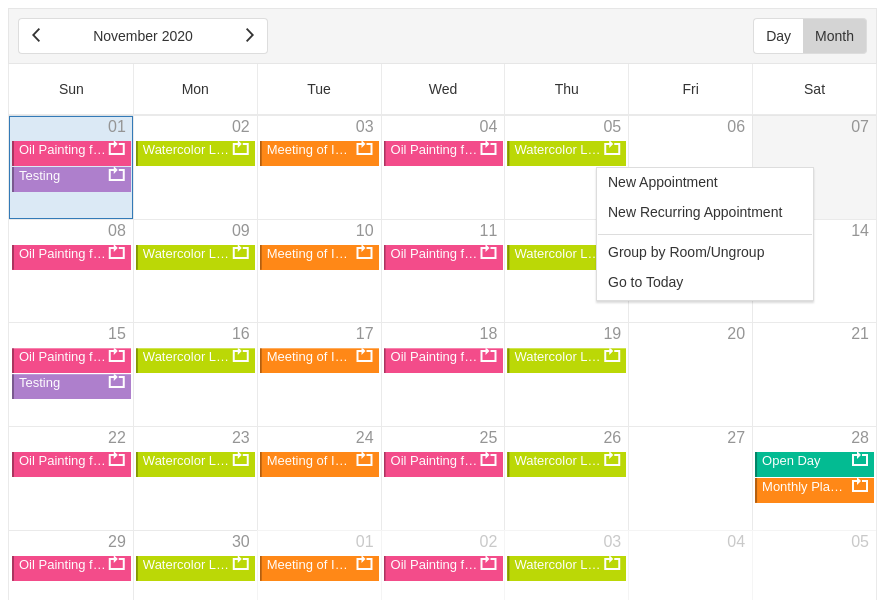 November 2020 Day Month
Sun Mon Tue Wed Thu Fri Sat
01 02 03 04 05 06 07
Oil Painting f… Watercolor L… Meeting of I… Oil Painting f… Watercolor L…
Testing
New Appointment
New Recurring Appointment
Group by Room/Ungroup
Go to Today
08 09 10 11 14
Oil Painting f… Watercolor L… Meeting of I… Oil Painting f… Watercolor L…
15 16 17 18 19 20 21
Oil Painting f… Watercolor L… Meeting of I… Oil Painting f… Watercolor L…
Testing
22 23 24 25 26 27 28
Oil Painting f… Watercolor L… Meeting of I… Oil Painting f… Watercolor L… Open Day
Monthly Pla…
29 30 01 02 03 04 05
Oil Painting f… Watercolor L… Meeting of I… Oil Painting f… Watercolor L…